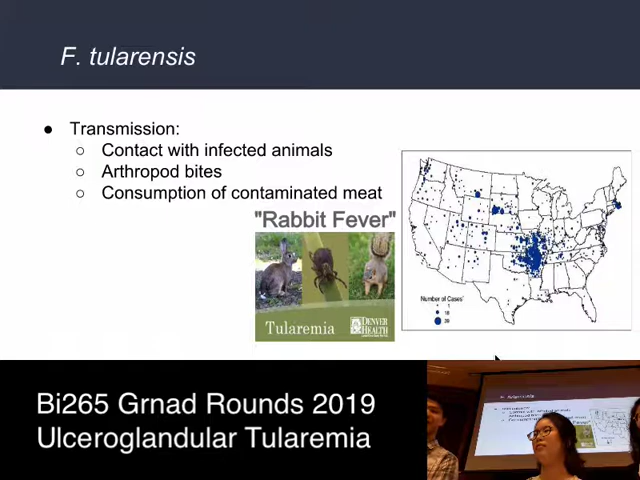 F. tularensis
● Transmission:
○ Contact with infected animals
○ Arthropod bites
○ Consumption of contaminated meat
"Rabbit Fever"
Tularemia
DENVER
HEALTH
Number of Cases
1
Bi265 Grnad Rounds 2019
Ulceroglandular Tularemia